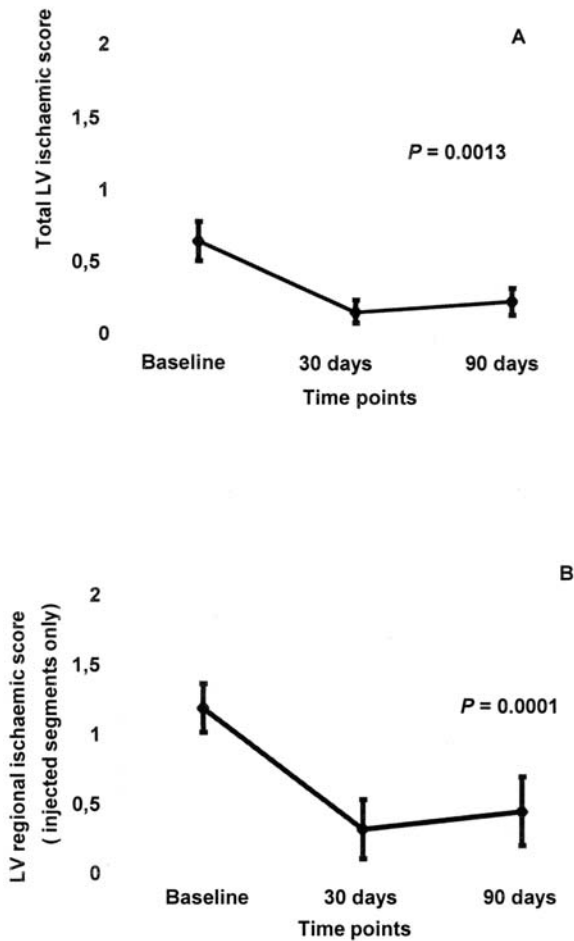 A
Total LV ischaemic score
2
1,5
1
0,5
0
P = 0.0013
Baseline
30 days
90 days
Time points
B
LV regional ischaemic score
( injected segments only)
2
1,5
1
0,5
0
P = 0.0001
Baseline
30 days
90 days
Time points